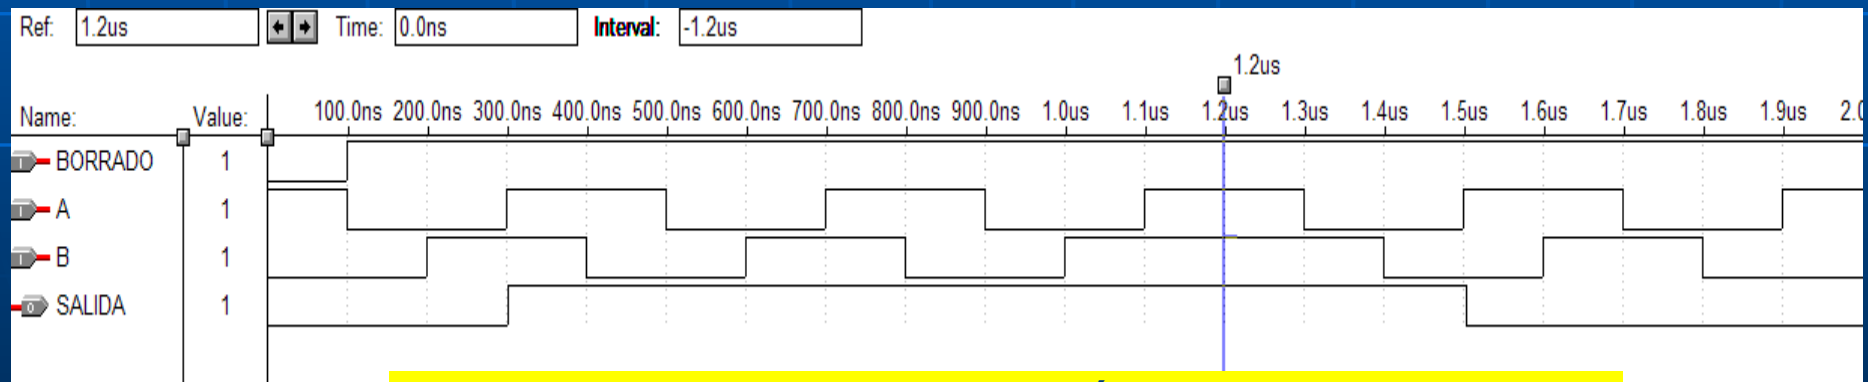 Ref: 1.2us Time: 0.0ns Interval: -1.2us
1.2us
Name: Value: 100.0ns 200.0ns 300.0ns 400.0ns 500.0ns 600.0ns 700.0ns 800.0ns 900.0ns 1.0us 1.1us 1.2us 1.3us 1.4us 1.5us 1.6us 1.7us 1.8us 1.9us 2.0
I BORRADO 1
I A 1
I B 1
O SALIDA 1